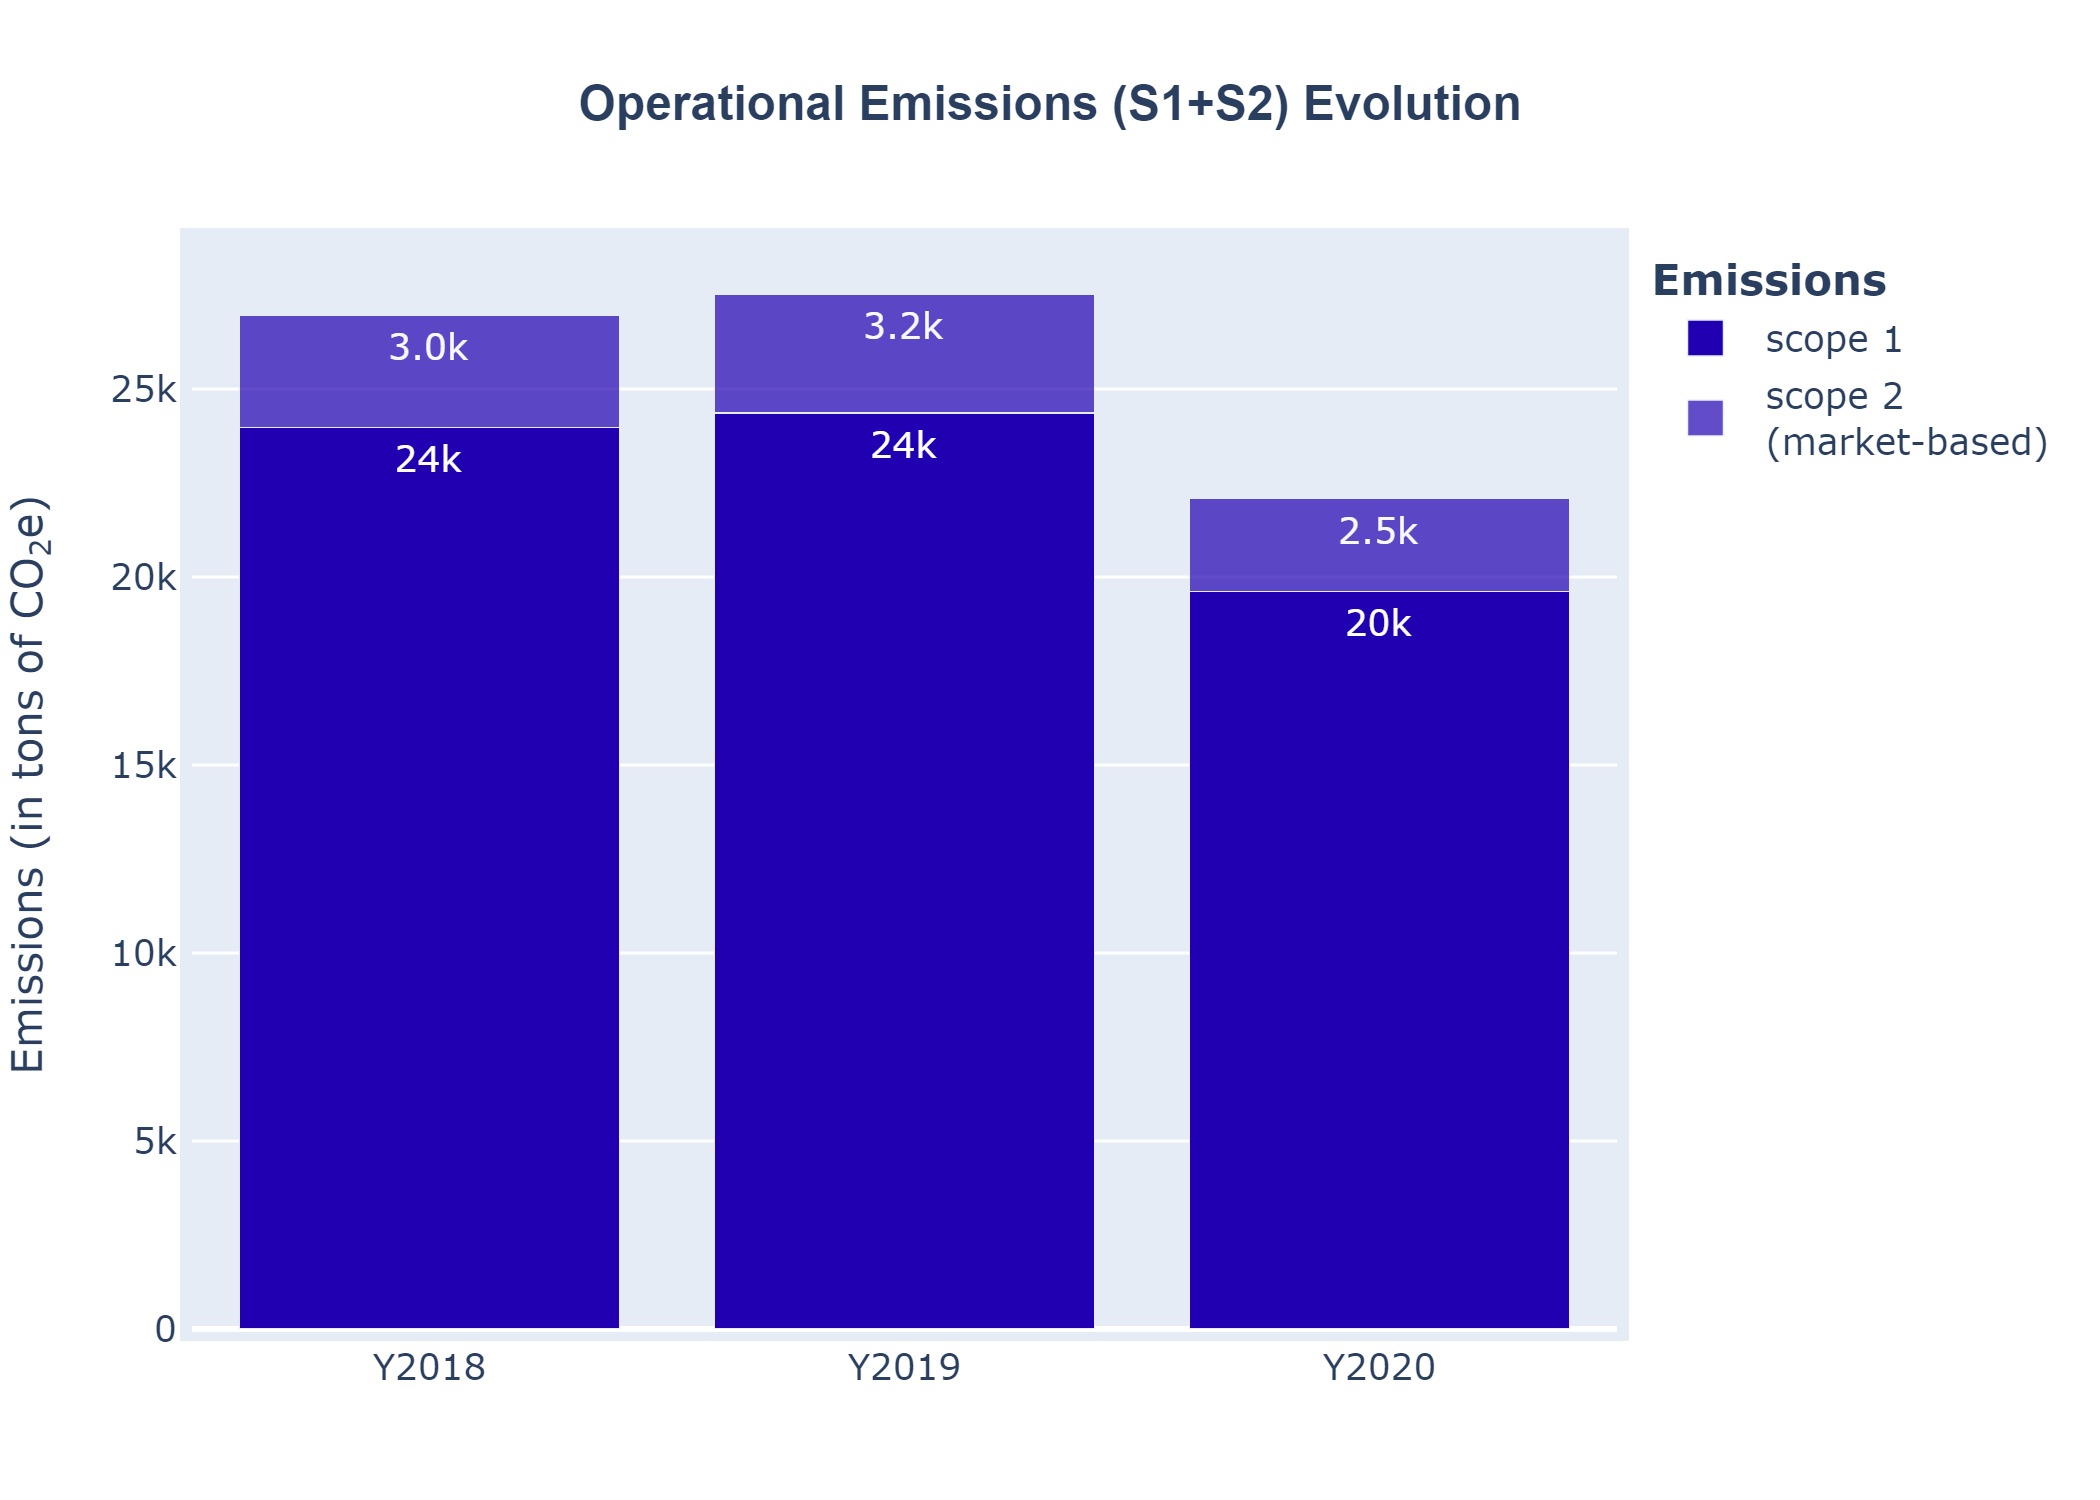 Operational Emissions (S1+S2) Evolution
Emissions (in tons of CO₂e)
25k
20k
15k
10k
5k
0
3.0k
24k
3.2k
24k
2.5k
20k
Y2018
Y2019
Y2020
Emissions
scope 1
scope 2
(market-based)